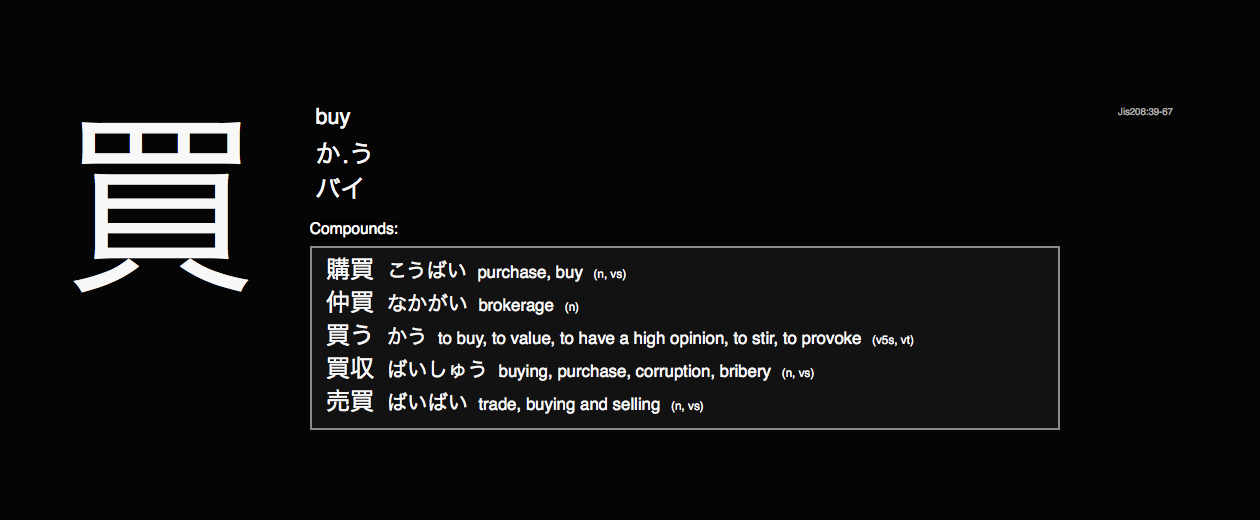 買
buy
か.う
バイ
Jis208:39-67
Compounds:
購買 こうばい purchase, buy (n, vs)
仲買 なかがい brokerage (n)
買う かう to buy, to value, to have a high opinion, to stir, to provoke (v5s, vt)
買収 ばいしゅう buying, purchase, corruption, bribery (n, vs)
売買 ばいばい trade, buying and selling (n, vs)